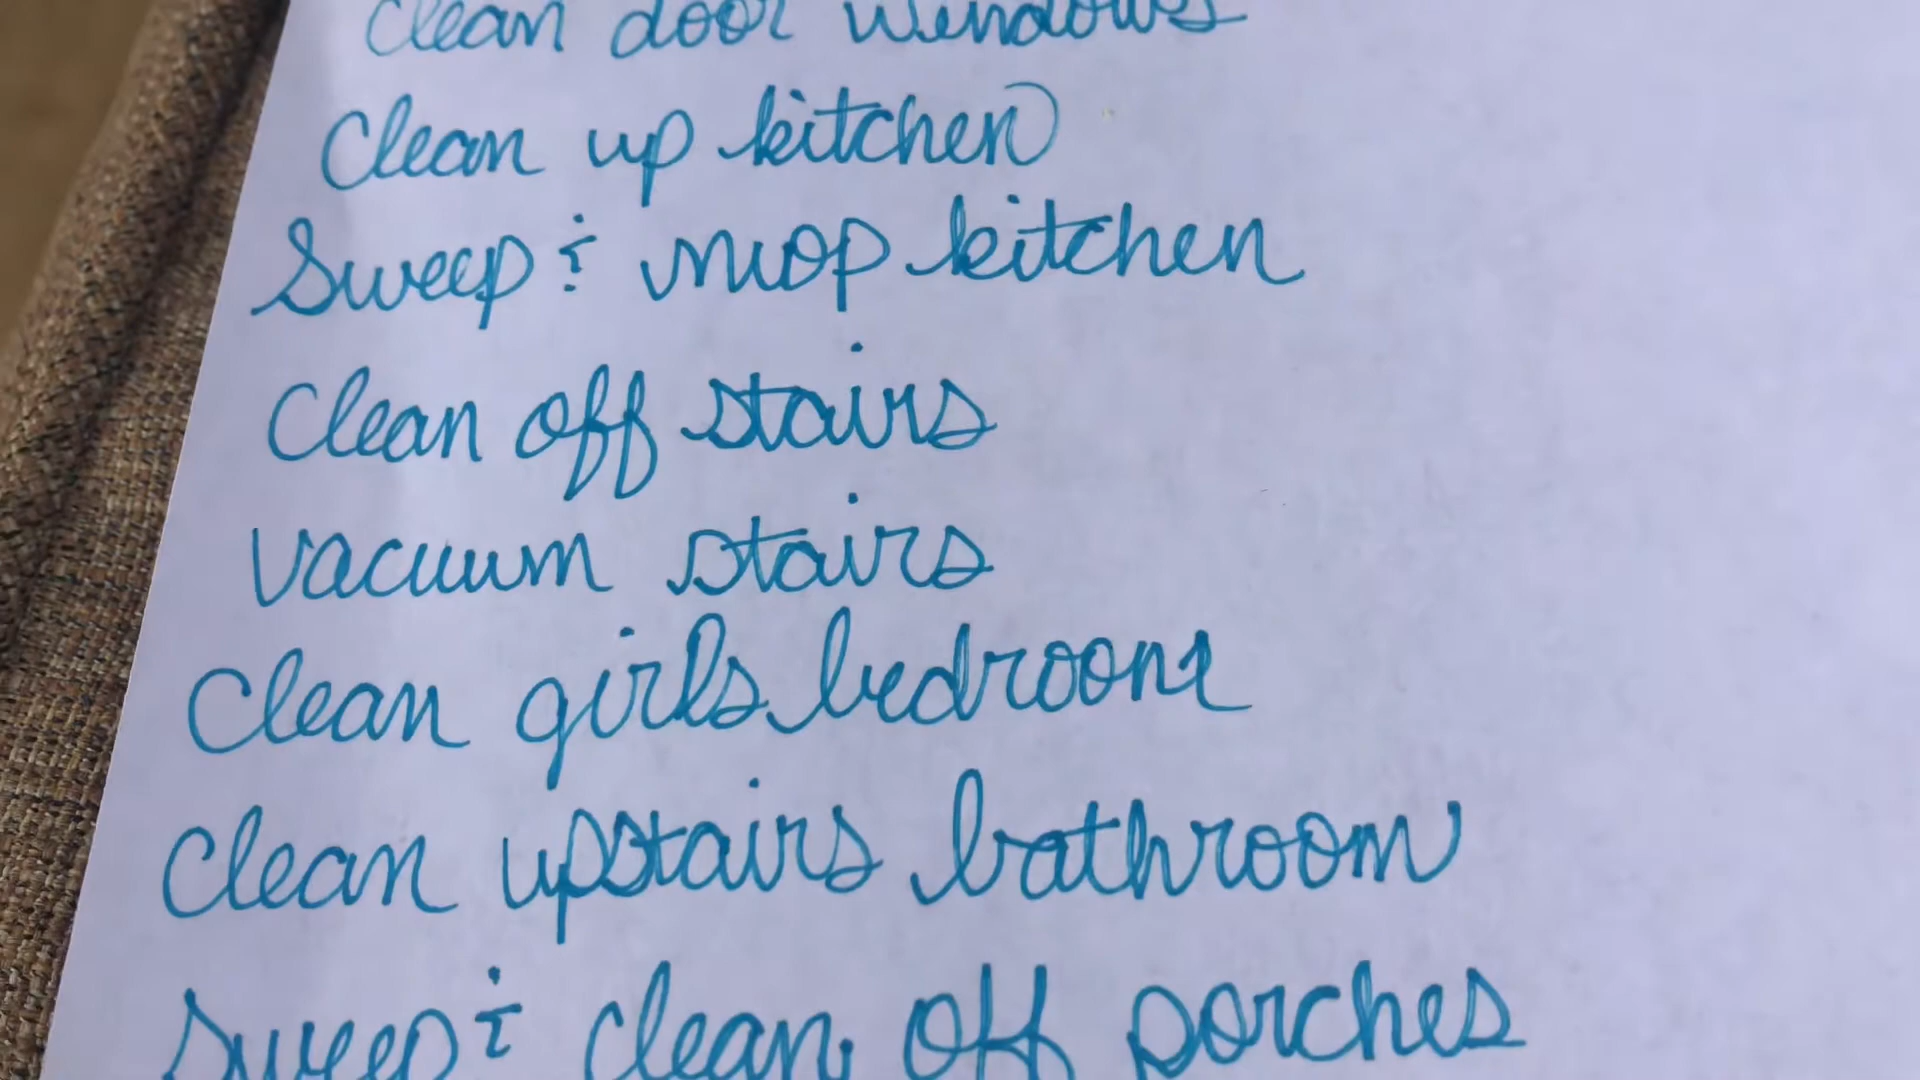 Clean door windows
Clean up kitchen
Sweep & mop kitchen
Clean off stairs
Vacuum stairs
Clean girls bedroom
Clean upstairs bathroom
Sweep & clean off porches